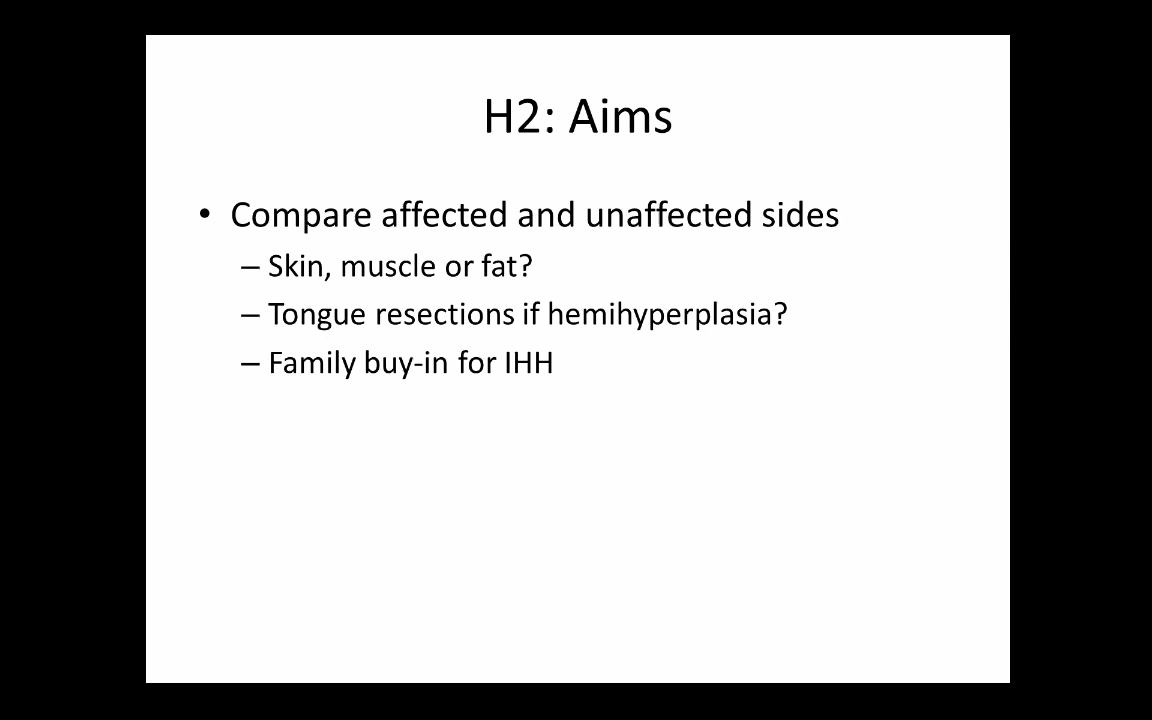 H2: Aims
• Compare affected and unaffected sides
– Skin, muscle or fat?
– Tongue resections if hemihyperplasia?
– Family buy-in for IHH